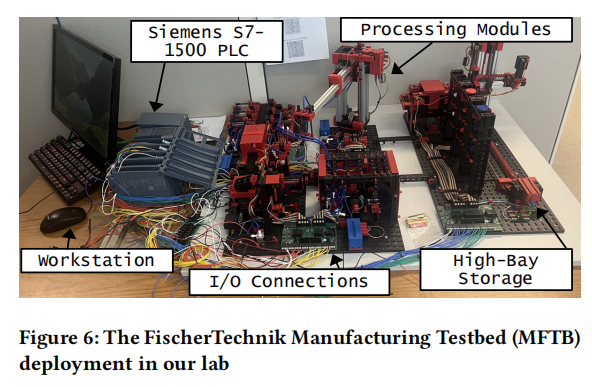 Siemens S7-
1500 PLC
Processing Modules
Workstation
I/O Connections
High-Bay
Storage
Figure 6: The FischerTechnik Manufacturing Testbed (MFTB)
deployment in our lab